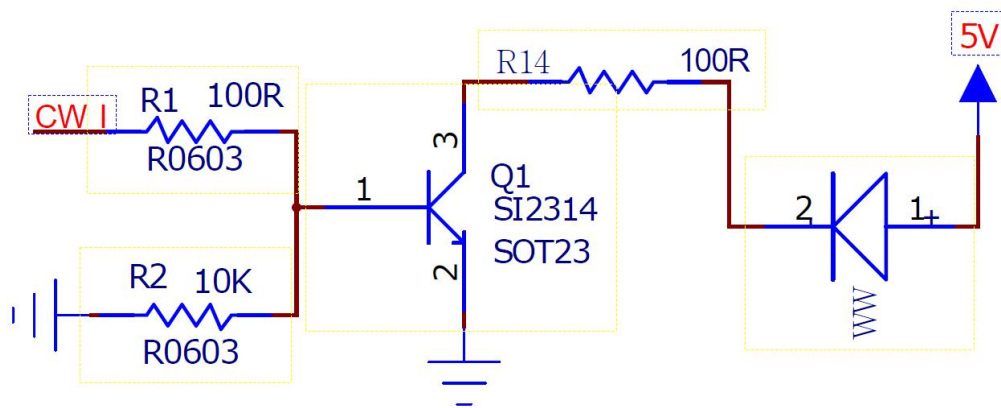 5V
R14 100R
CW I
R1 100R
R0603
3
1
Q1
SI2314
SOT23
2
2 1+
R2 10K
R0603
WW